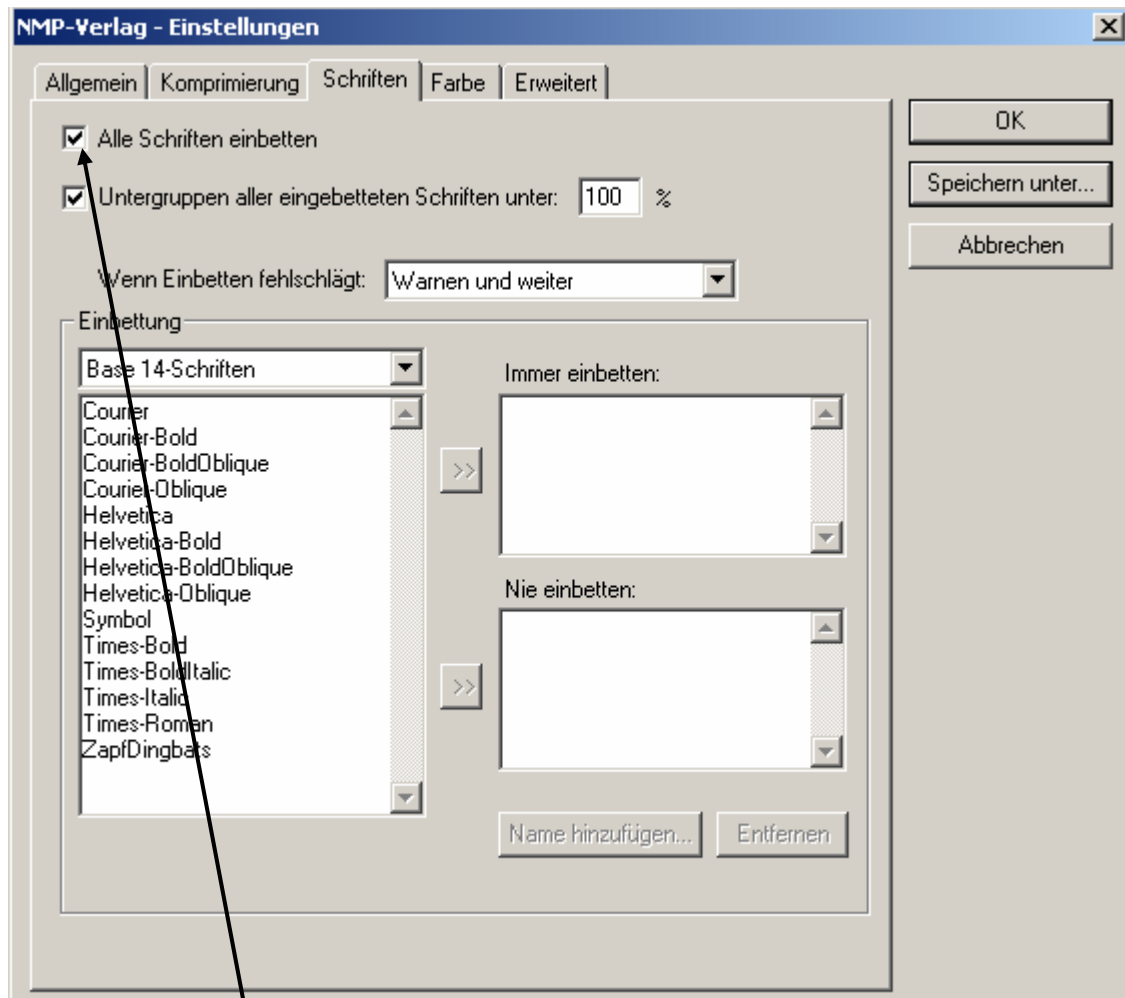 NMP-Verlag - Einstellungen
Allgemein Komprimierung Schriften Farbe Erweitert
Alle Schriften einbetten
Untergruppen aller eingebetteten Schriften unter: 100 %
Wenn Einbetten fehlschlägt: Warnen und weiter
OK
Speichern unter...
Abbrechen
Einbettung
Base 14-Schriften
Courier
Courier-Bold
Courier-BoldOblique
Courier-Oblique
Helvetica
Helvetica-Bold
Helvetica-BoldOblique
Helvetica-Oblique
Symbol
Times-Bold
Times-BoldItalic
Times-Italic
Times-Roman
ZapfDingbats
>>
>>
Immer einbetten:
Nie einbetten:
Name hinzufügen... Entfernen